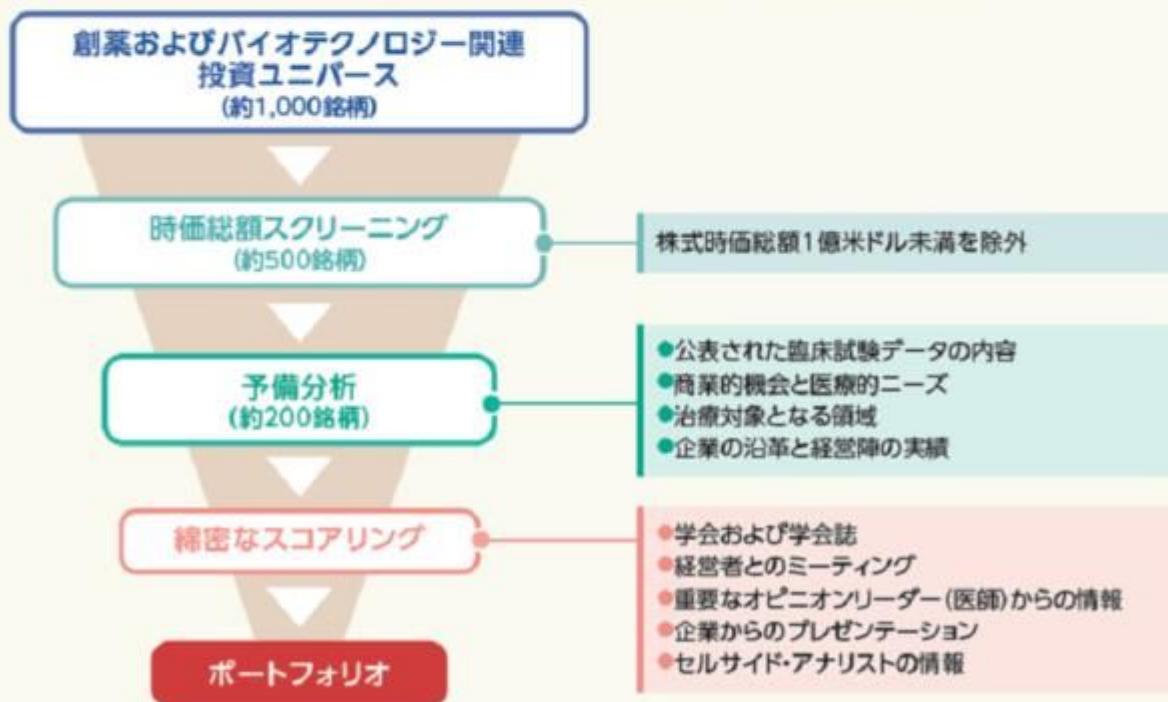 創薬およびバイオテクノロジー関連
投資ユニバース
(約1,000銘柄)
時価総額スクリーニング
(約500銘柄)
株式時価総額1億米ドル未満を除外
予備分析
(約200銘柄)
●公表された臨床試験データの内容
●商業的機会と医療的ニーズ
●治療対象となる領域
●企業の沿革と経営陣の実績
綿密なスコアリング
●学会および学会誌
●経営者とのミーティング
●重要なオピニオンリーダー(医師)からの情報
●企業からのプレゼンテーション
●セルサイド・アナリストの情報
ポートフォリオ